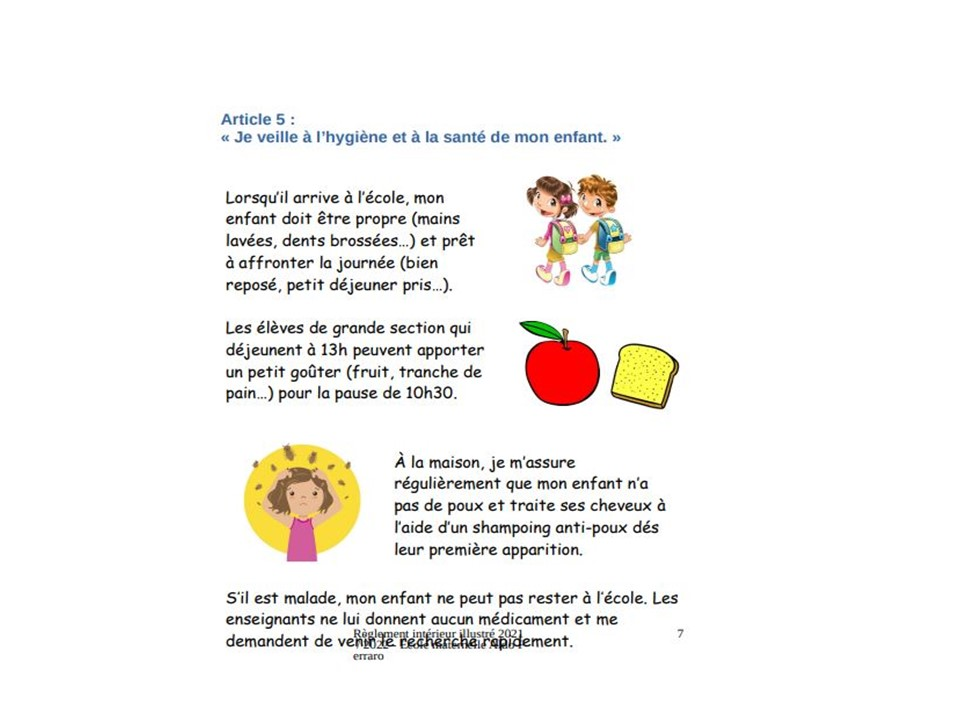 Article 5 :
« Je veille à l'hygiène et à la santé de mon enfant. »
Lorsqu'il arrive à l'école, mon
enfant doit être propre (mains
lavées, dents brossées…) et prêt
à affronter la journée (bien
reposé, petit déjeuner pris…).
Les élèves de grande section qui
déjeunent à 13h peuvent apporter
un petit goûter (fruit, tranche de
pain…) pour la pause de 10h30.
À la maison, je m'assure
régulièrement que mon enfant n'a
pas de poux et traite ses cheveux à
l'aide d'un shampoing anti-poux dés
leur première apparition.
S'il est malade, mon enfant ne peut pas rester à l'école. Les
enseignants ne lui donnent aucun médicament et me
demandent de venir le recherche rapidement.
Règlement intérieur illustré 2021
2022 - Ecole maternelle
erraro
7